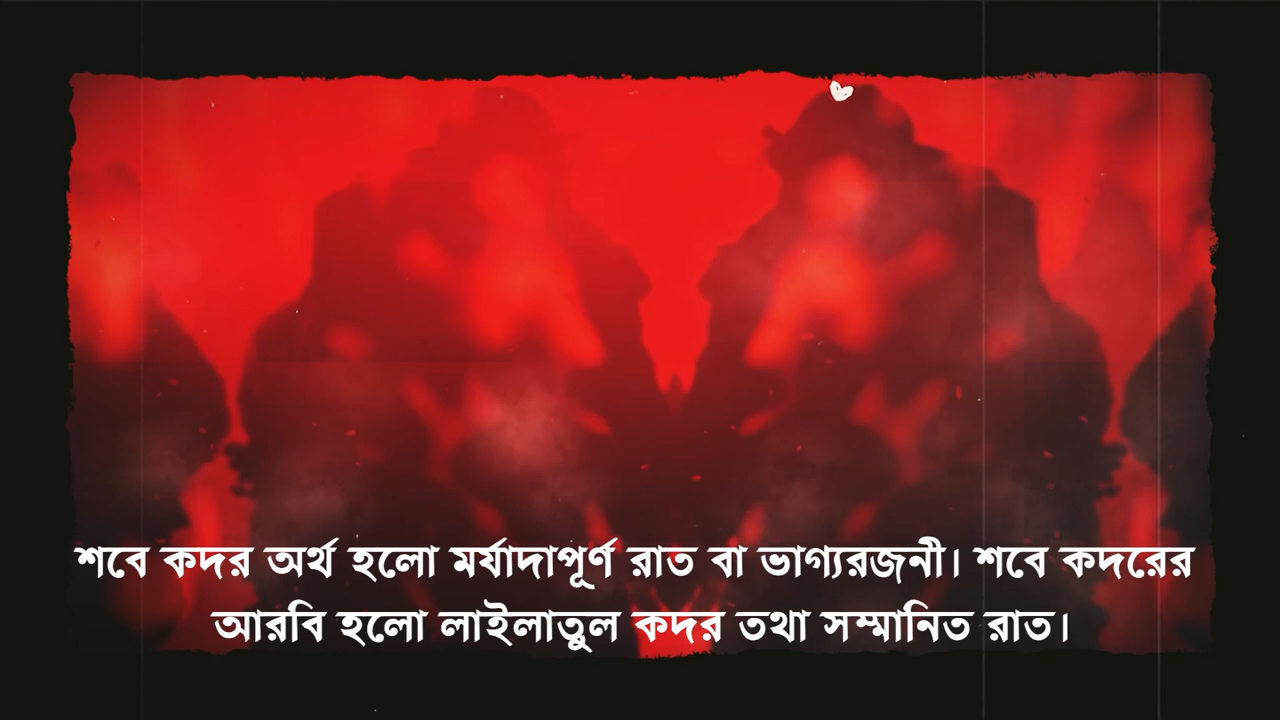 শবে কদর অর্থ হলো মর্যাদাপূর্ণ রাত বা ভাগ্যরজনী। শবে কদরের
আরবি হলো লাইলাতুল কদর তথা সম্মানিত রাত।